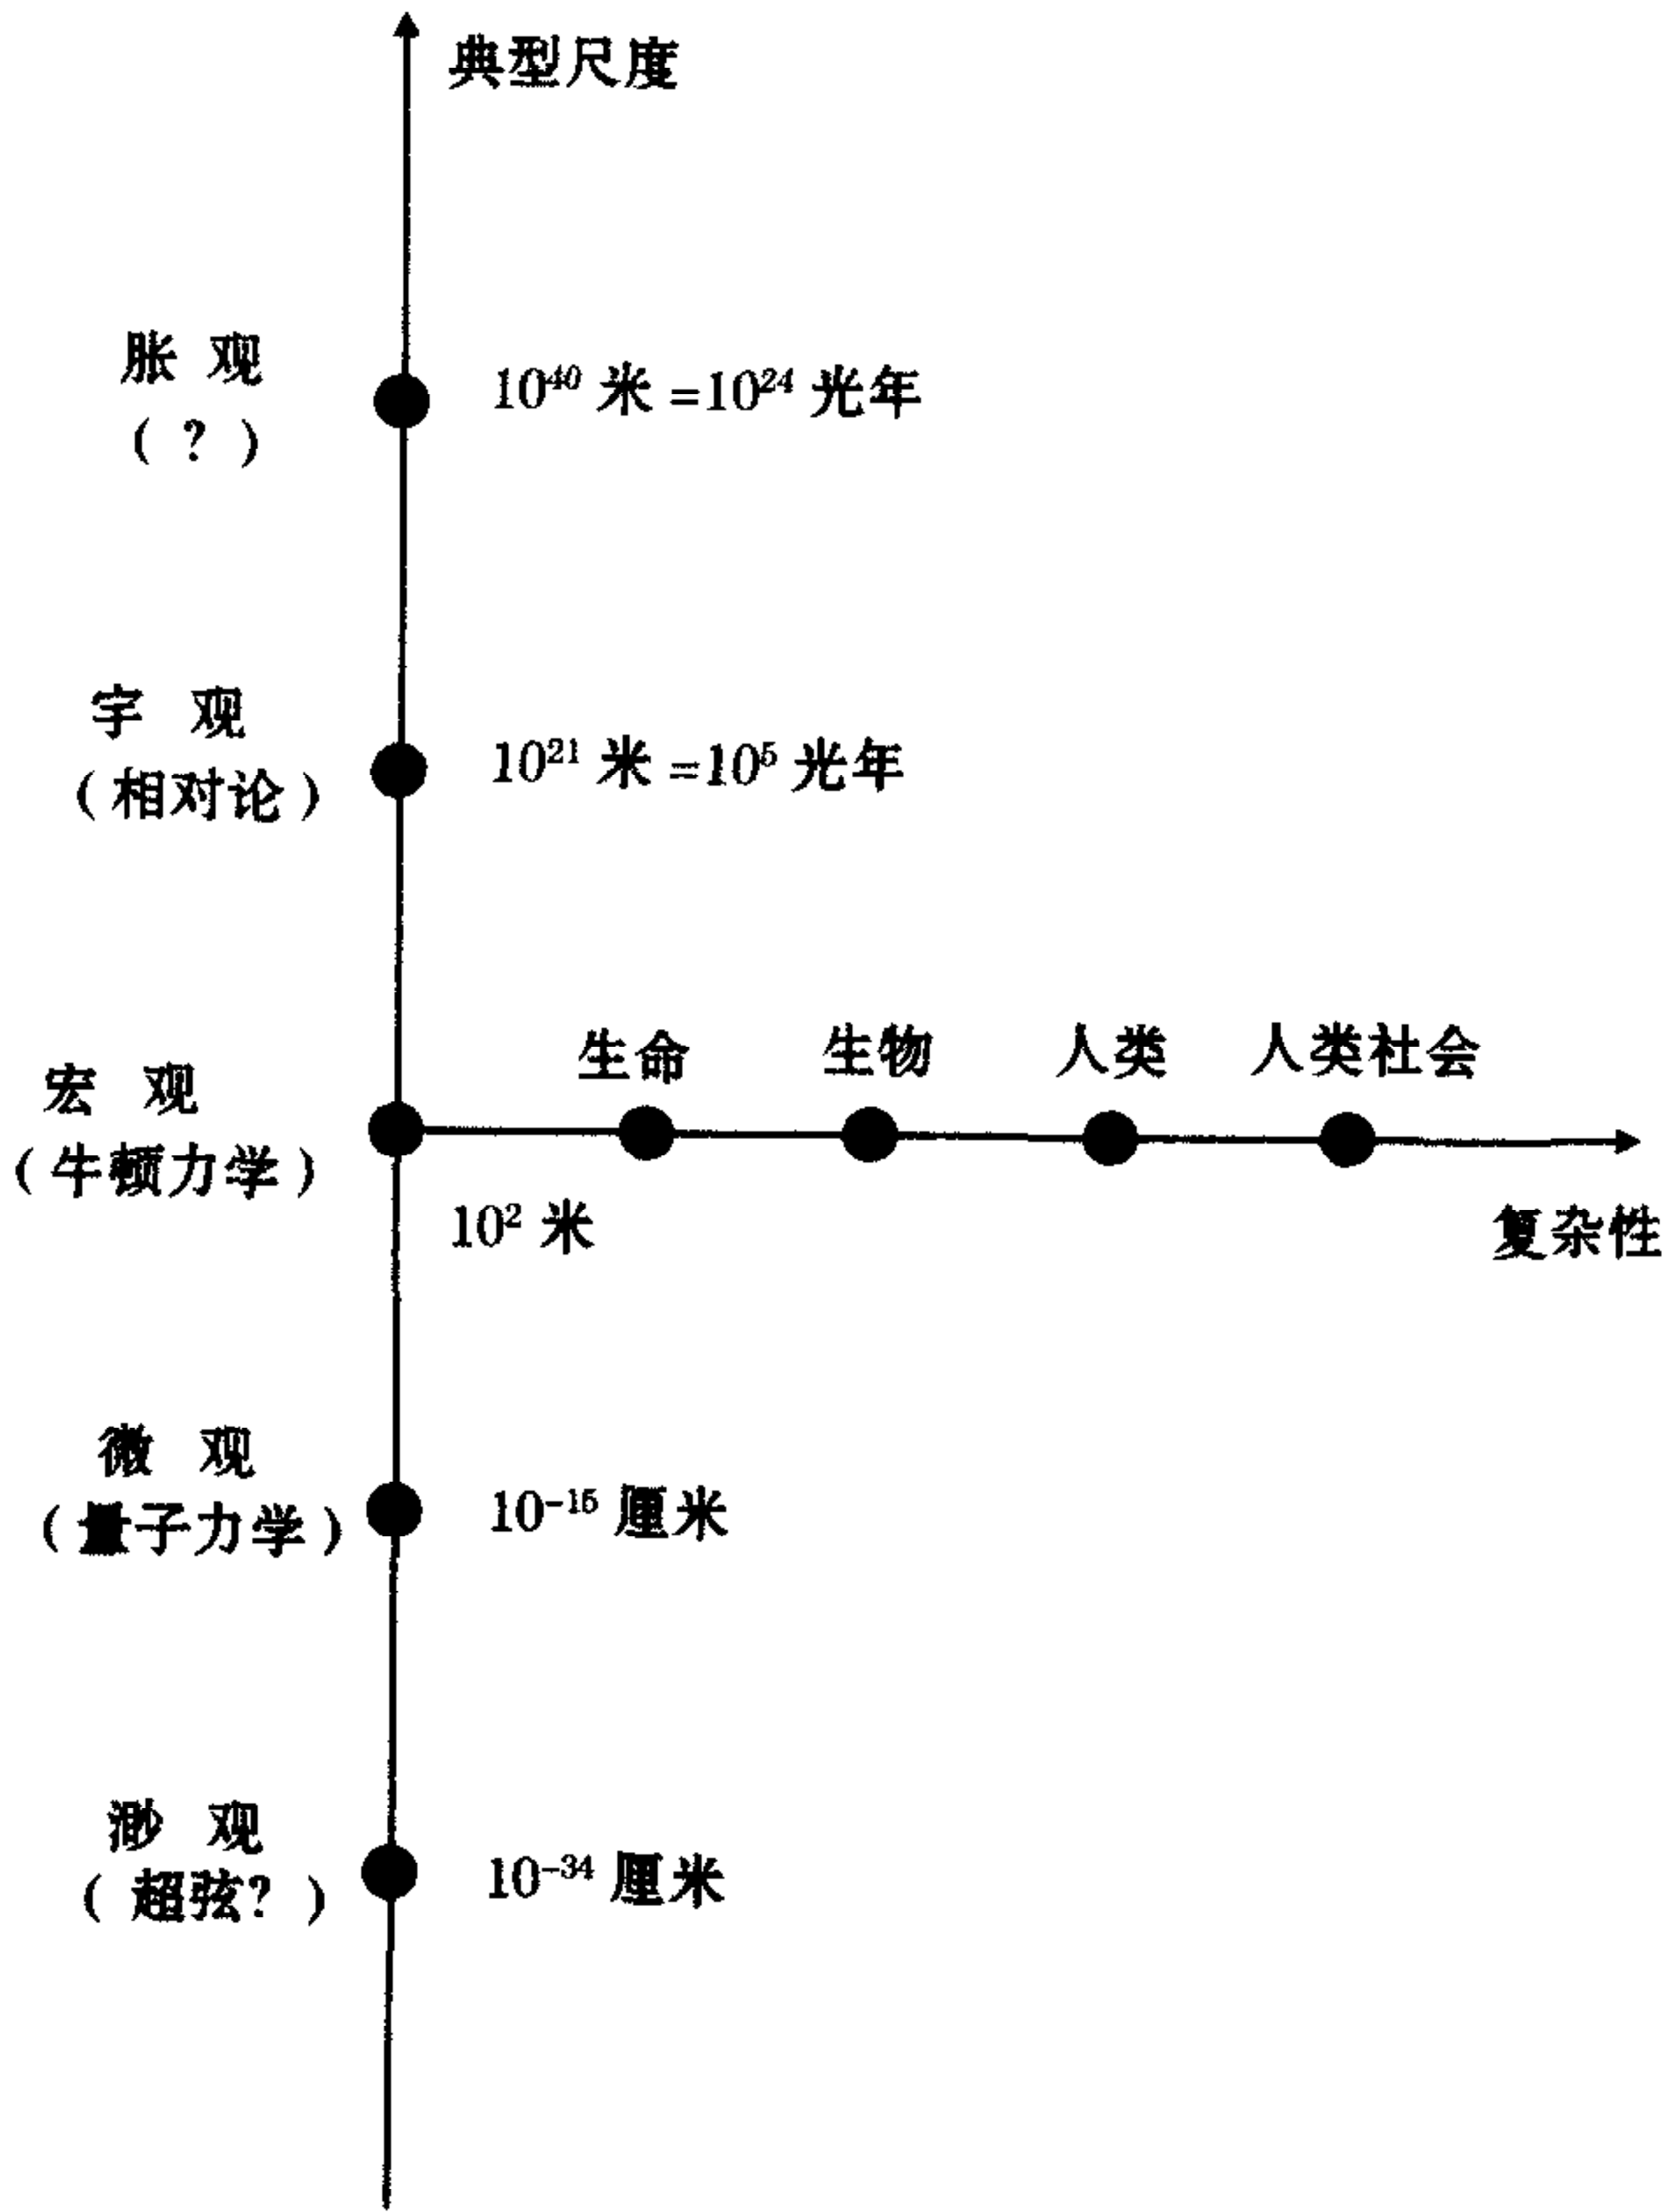 典型尺度
胀 观
( ? )
10⁴⁰ 米 =10²⁴ 光年
宇 观
( 相对论 )
10²¹ 米 =10⁵ 光年
宏 观
( 牛顿力学 )
生命
生物
人类
人类社会
10² 米
复杂性
微 观
( 量子力学 )
10⁻¹⁵ 厘米
渺 观
( 超弦? )
10⁻³⁴ 厘米